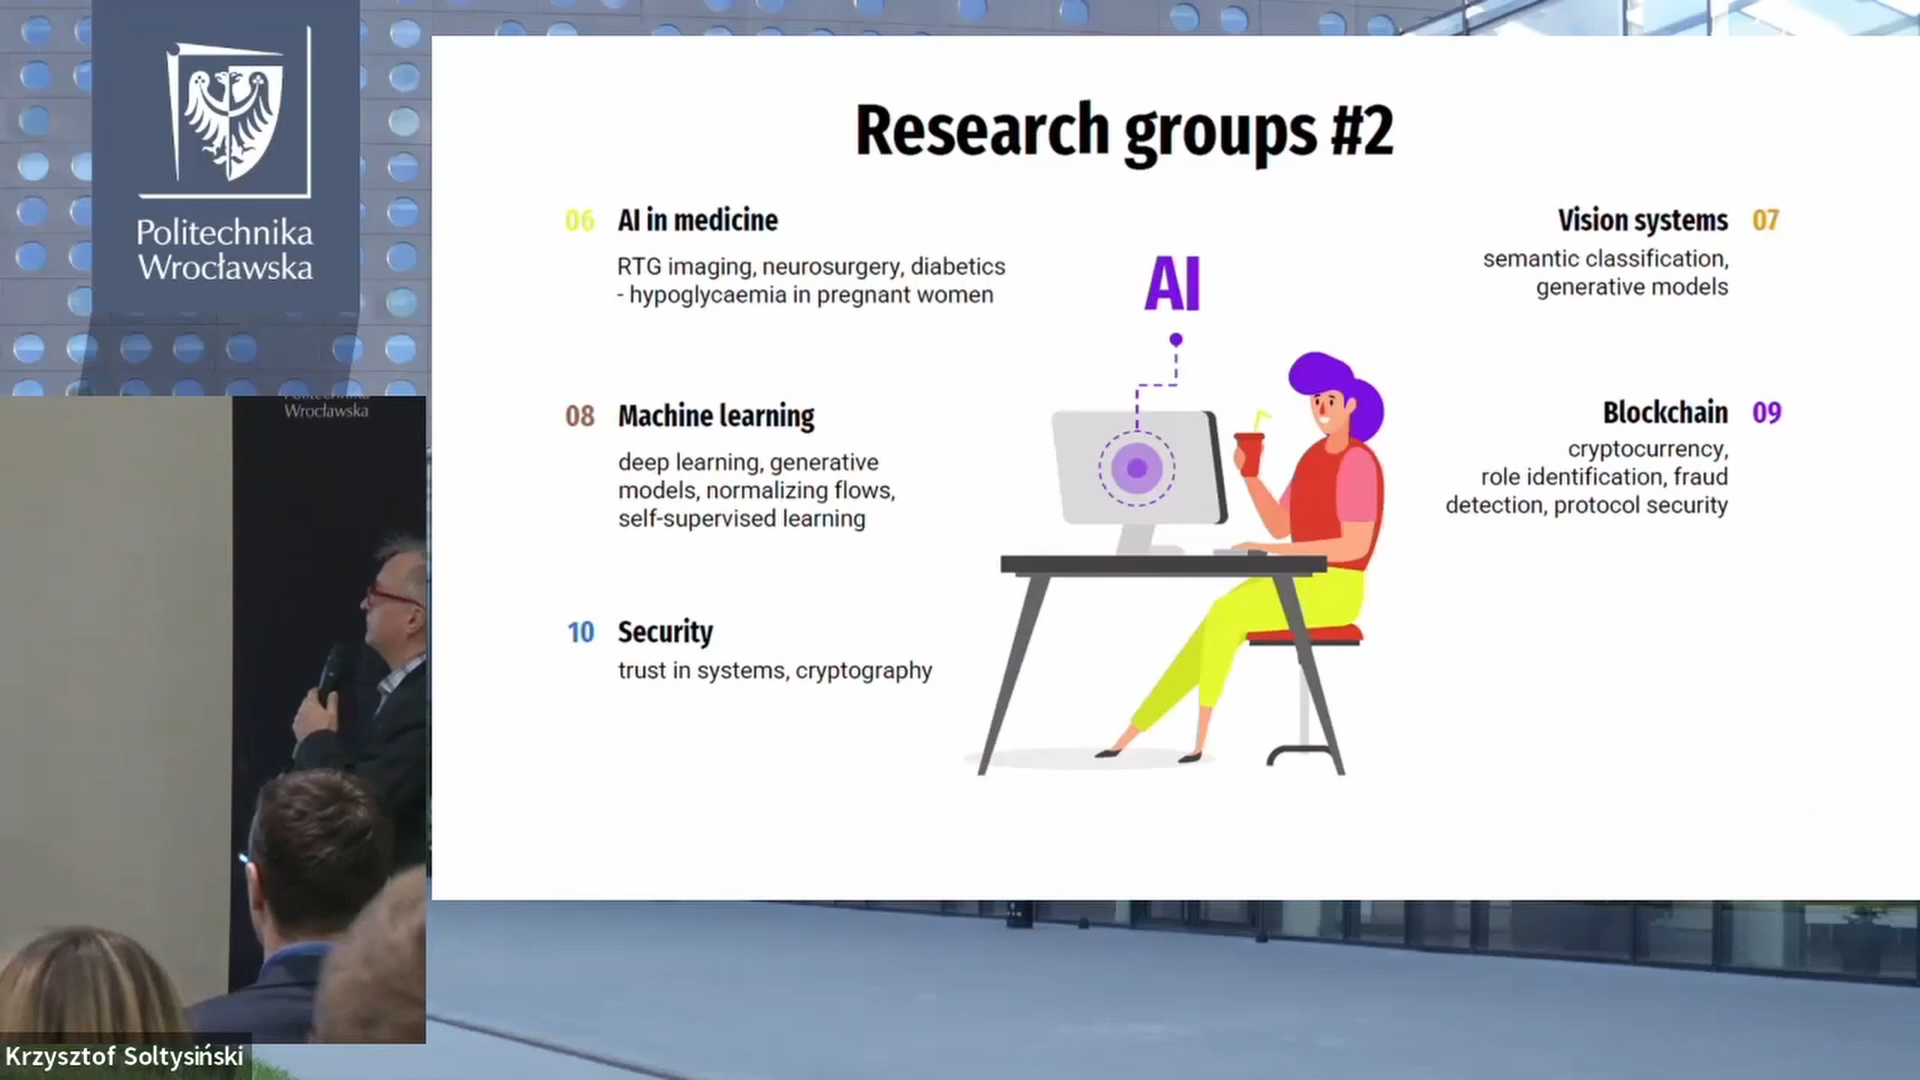 Politechnika
Wrocławska
Research groups #2
06 AI in medicine
RTG imaging, neurosurgery, diabetics
- hypoglycaemia in pregnant women
Vision systems 07
semantic classification,
generative models
AI
08 Machine learning
deep learning, generative
models, normalizing flows,
self-supervised learning
Blockchain 09
cryptocurrency,
role identification, fraud
detection, protocol security
10 Security
trust in systems, cryptography
Politechnika
Wrocławska
Krzysztof Soltysiński